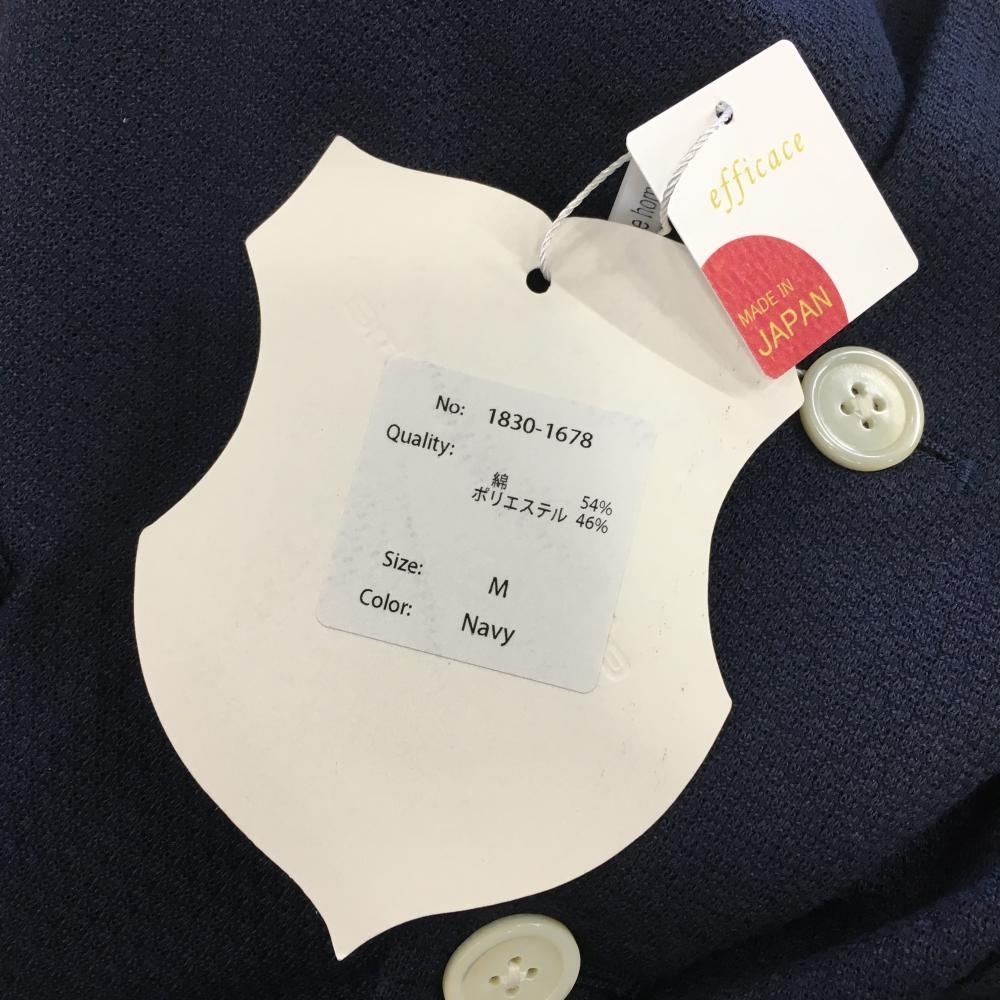 efficace
MADE IN
JAPAN
No: 1830-1678
Quality:
綿 54%
ポリエステル 46%
Size: M
Color: Navy